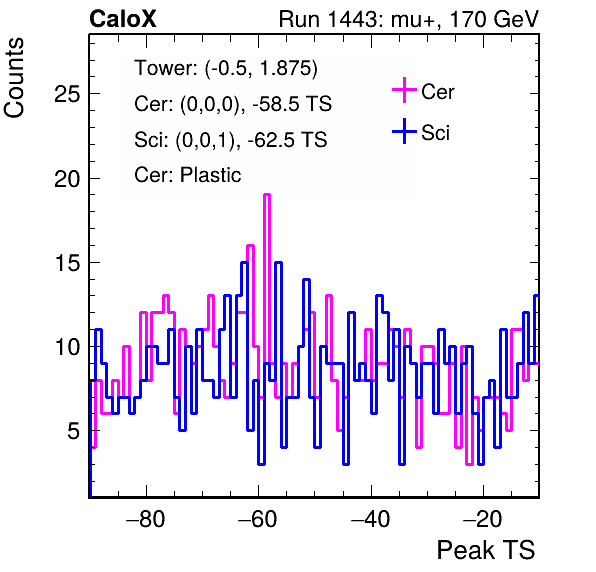 CaloX Run 1443: mu+, 170 GeV
Counts
Tower: (-0.5, 1.875)
Cer: (0,0,0), -58.5 TS
Sci: (0,0,1), -62.5 TS
Cer: Plastic
Cer
Sci
25
20
15
10
5
−80 −60 −40 −20
Peak TS